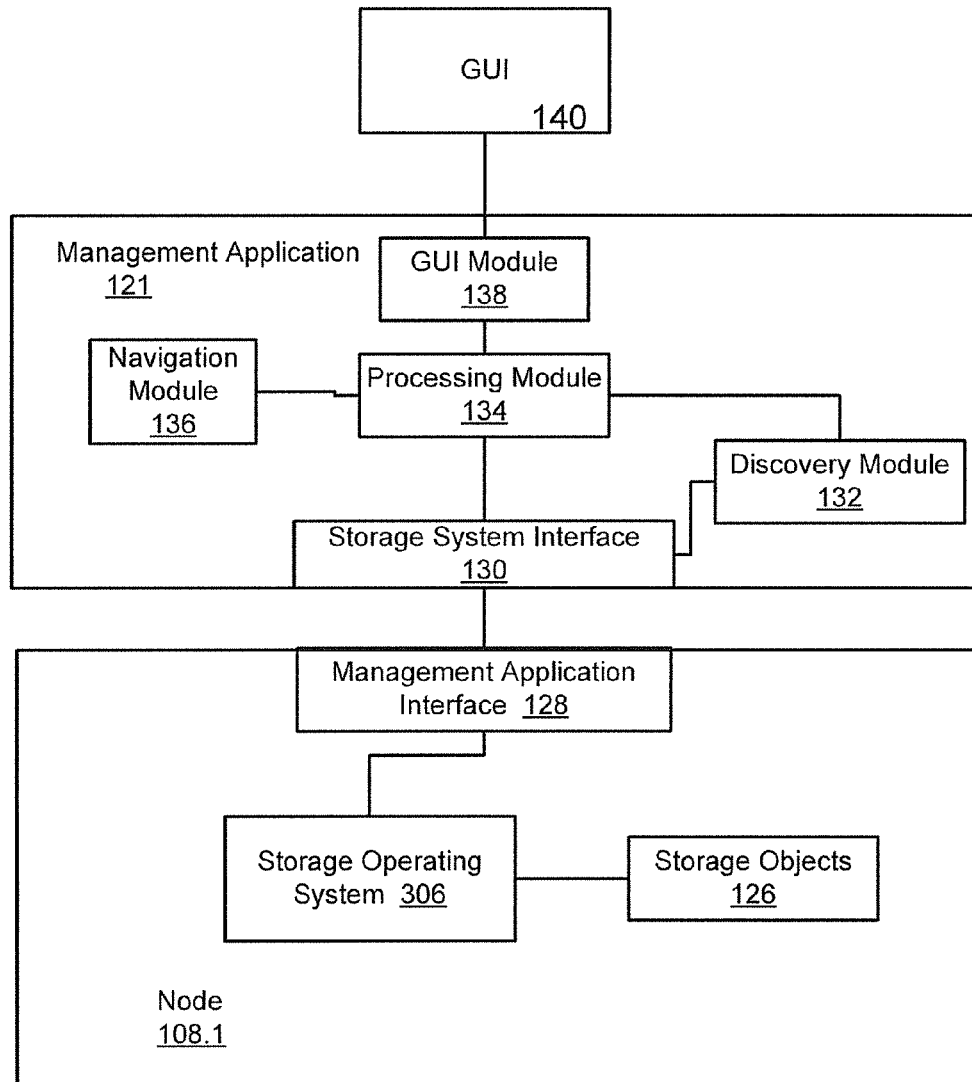 GUI
140
Management Application
121
GUI Module
138
Navigation
Module
136
Processing Module
134
Discovery Module
132
Storage System Interface
130
Management Application
Interface 128
Storage Operating
System 306
Storage Objects
126
Node
108.1